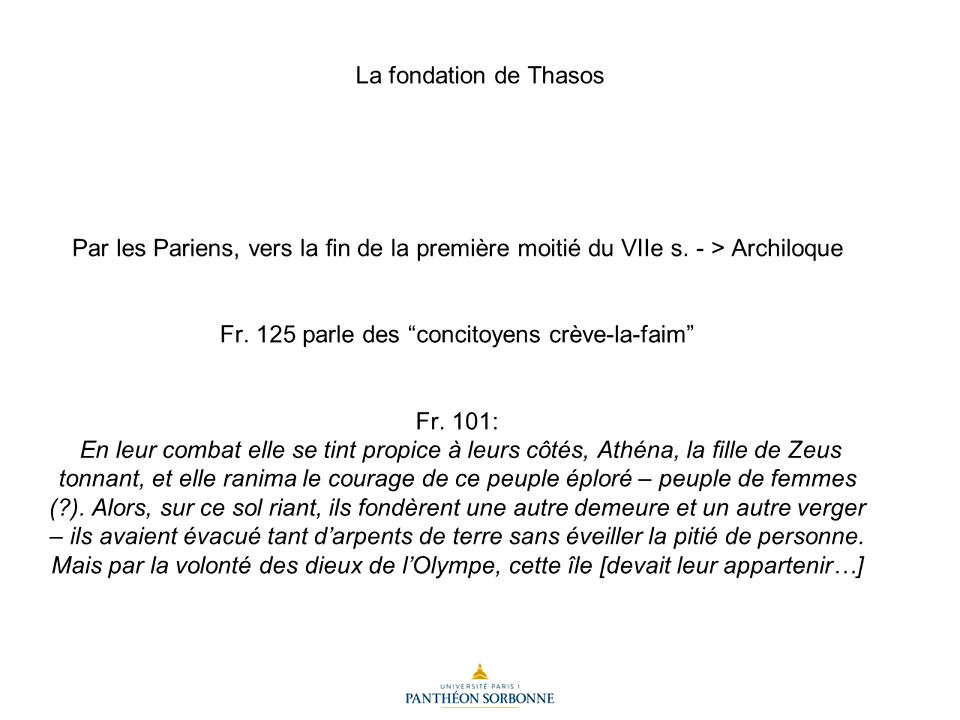 La fondation de Thasos
Par les Pariens, vers la fin de la première moitié du VIIe s. - > Archiloque
Fr. 125 parle des “concitoyens crève-la-faim”
Fr. 101:
En leur combat elle se tint propice à leurs côtés, Athéna, la fille de Zeus
tonnant, et elle ranima le courage de ce peuple éploré – peuple de femmes
(?). Alors, sur ce sol riant, ils fondèrent une autre demeure et un autre verger
– ils avaient évacué tant d’arpents de terre sans éveiller la pitié de personne.
Mais par la volonté des dieux de l’Olympe, cette île [devait leur appartenir…]
UNIVERSITÉ PARIS 1
PANTHÉON SORBONNE